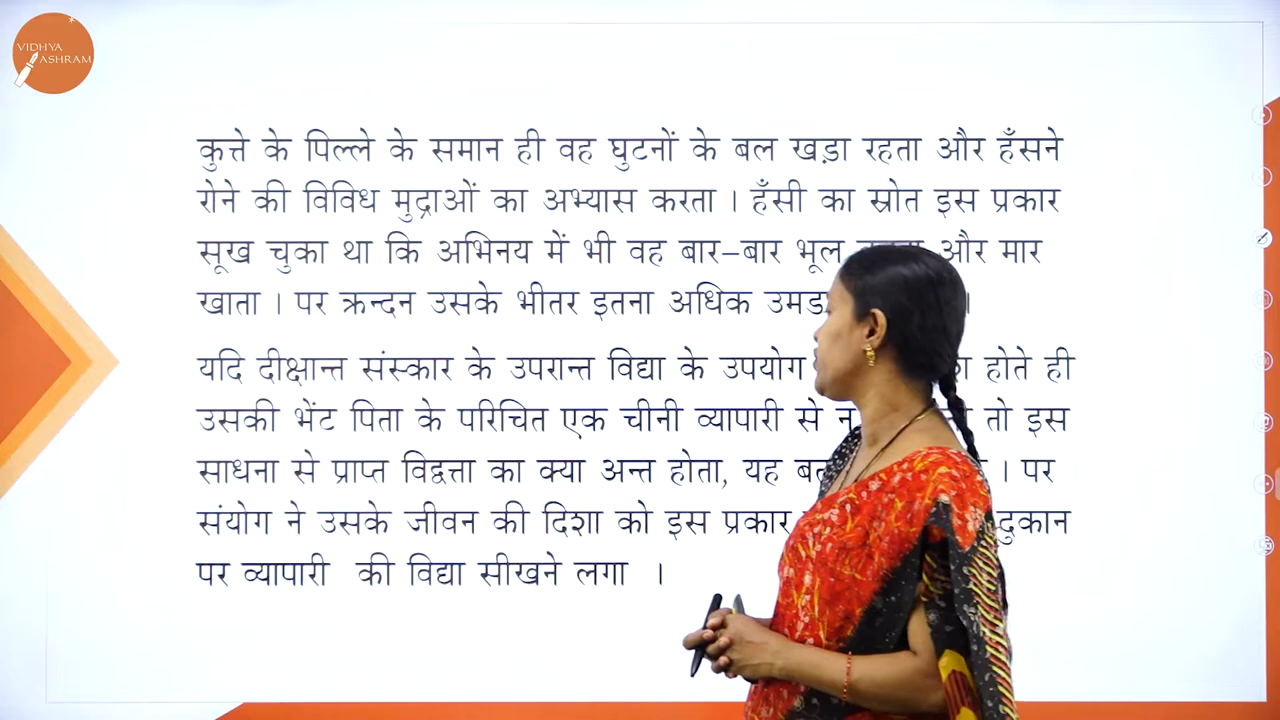 VIDHYA
ASHRAM
कुत्ते के पिल्ले के समान ही वह घुटनों के बल खड़ा रहता और हँसने
रोने की विविध मुद्राओं का अभ्यास करता । हँसी का स्रोत इस प्रकार
सूख चुका था कि अभिनय में भी वह बार–बार भूल और मार
खाता । पर क्रन्दन उसके भीतर इतना अधिक ।
यदि दीक्षान्त संस्कार के उपरान्त विद्या के उपयोग होते ही
उसकी भेंट पिता के परिचित एक चीनी व्यापारी से तो इस
साधना से प्राप्त विद्वत्ता का क्या अन्त होता, यह । पर
संयोग ने उसके जीवन की दिशा को इस प्रकार दुकान
पर व्यापारी की विद्या सीखने लगा ।